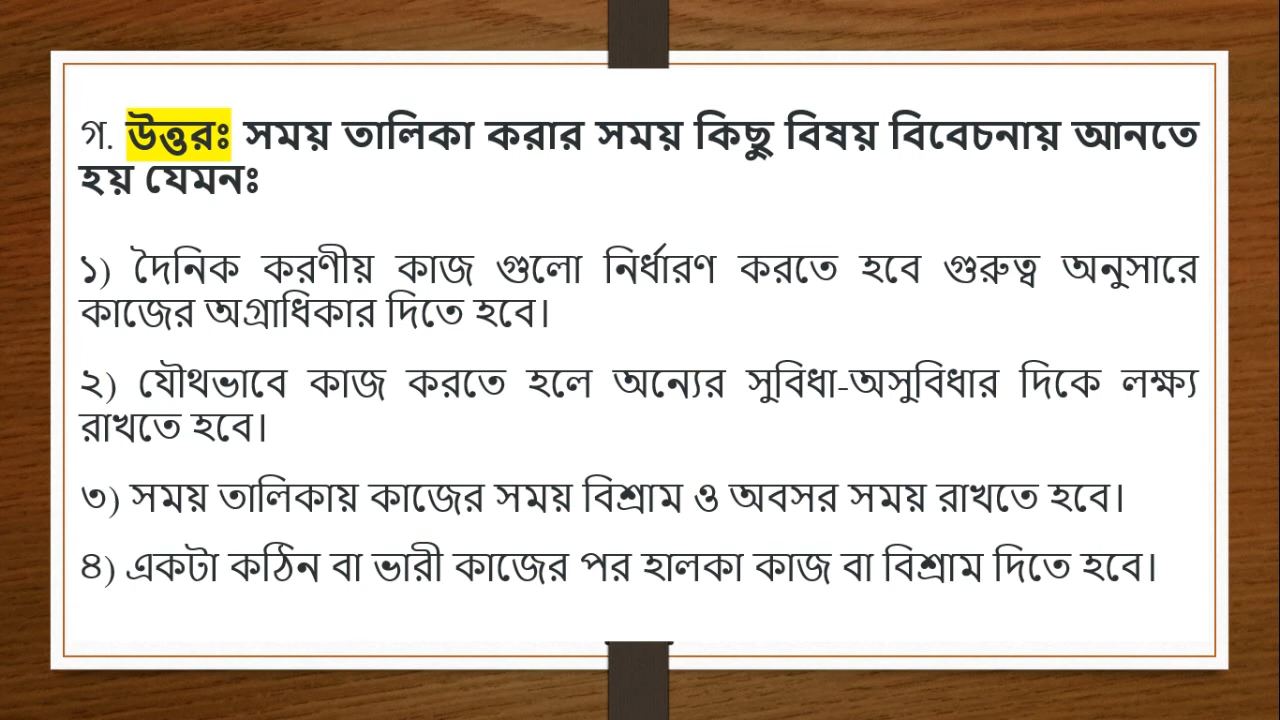 গ. উত্তরঃ সময় তালিকা করার সময় কিছু বিষয় বিবেচনায় আনতে
হয় যেমনঃ
১) দৈনিক করণীয় কাজ গুলো নির্ধারণ করতে হবে গুরুত্ব অনুসারে
কাজের অগ্রাধিকার দিতে হবে।
২) যৌথভাবে কাজ করতে হলে অন্যের সুবিধা-অসুবিধার দিকে লক্ষ্য
রাখতে হবে।
৩) সময় তালিকায় কাজের সময় বিশ্রাম ও অবসর সময় রাখতে হবে।
৪) একটা কঠিন বা ভারী কাজের পর হালকা কাজ বা বিশ্রাম দিতে হবে।